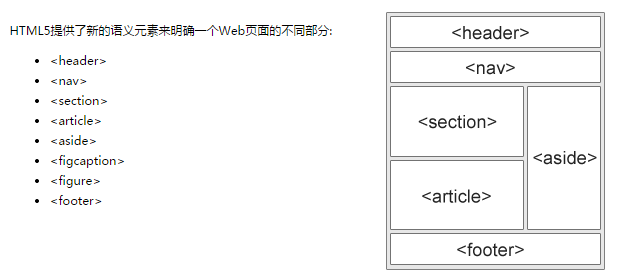 HTML5提供了新的语义元素来明确一个Web页面的不同部分:
<header>
<nav>
<section>
<article>
<aside>
<figcaption>
<figure>
<footer>
<header>
<nav>
<section>
<aside>
<article>
<footer>